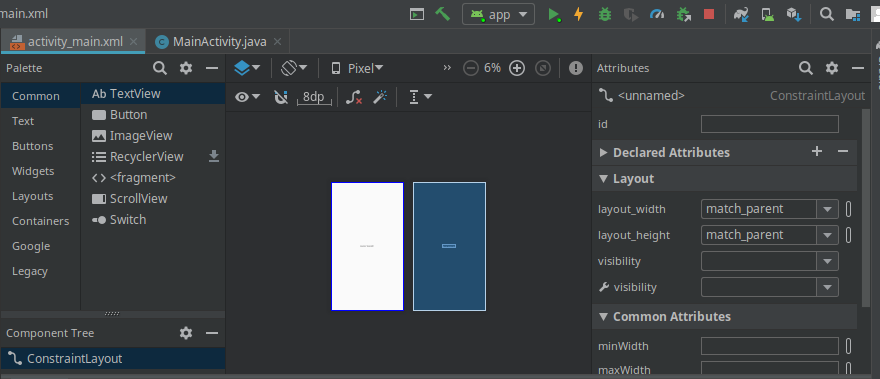 main.xml
app
activity_main.xml
MainActivity.java
Palette
Pixel
6%
Attributes
Common
Text
Buttons
Widgets
Layouts
Containers
Google
Legacy
Ab TextView
Button
ImageView
RecyclerView
<fragment>
ScrollView
Switch
8dp
<unnamed>
ConstraintLayout
id
Declared Attributes
Layout
layout_width
match_parent
layout_height
match_parent
visibility
visibility
Common Attributes
minWidth
maxWidth
Component Tree
ConstraintLayout